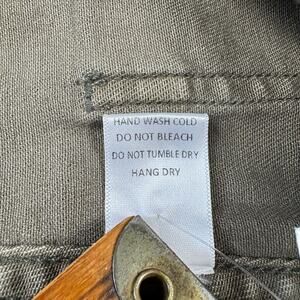 HAND WASH COLD
DO NOT BLEACH
DO NOT TUMBLE DRY
HANG DRY